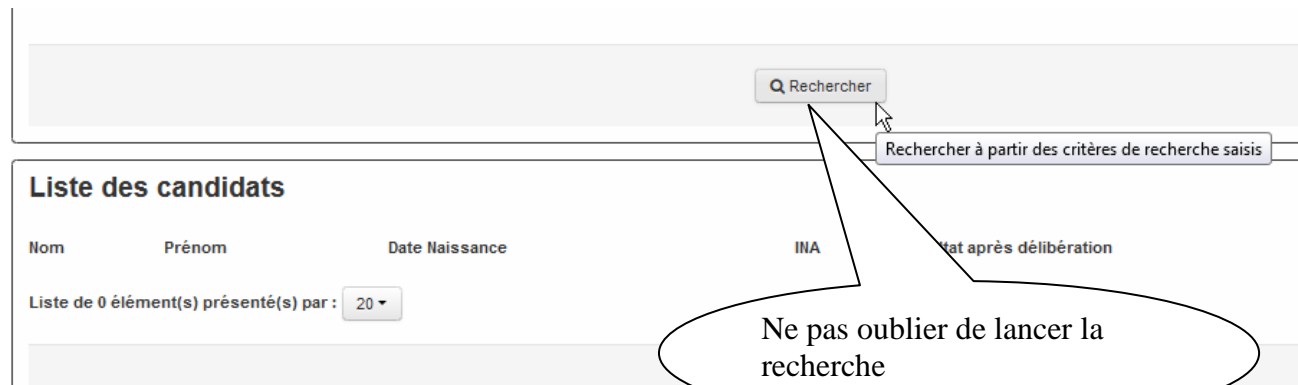 Rechercher
Rechercher à partir des critères de recherche saisis
Liste des candidats
Nom Prénom Date Naissance INA tat après délibération
Liste de 0 élément(s) présenté(s) par : 20
Ne pas oublier de lancer la
recherche